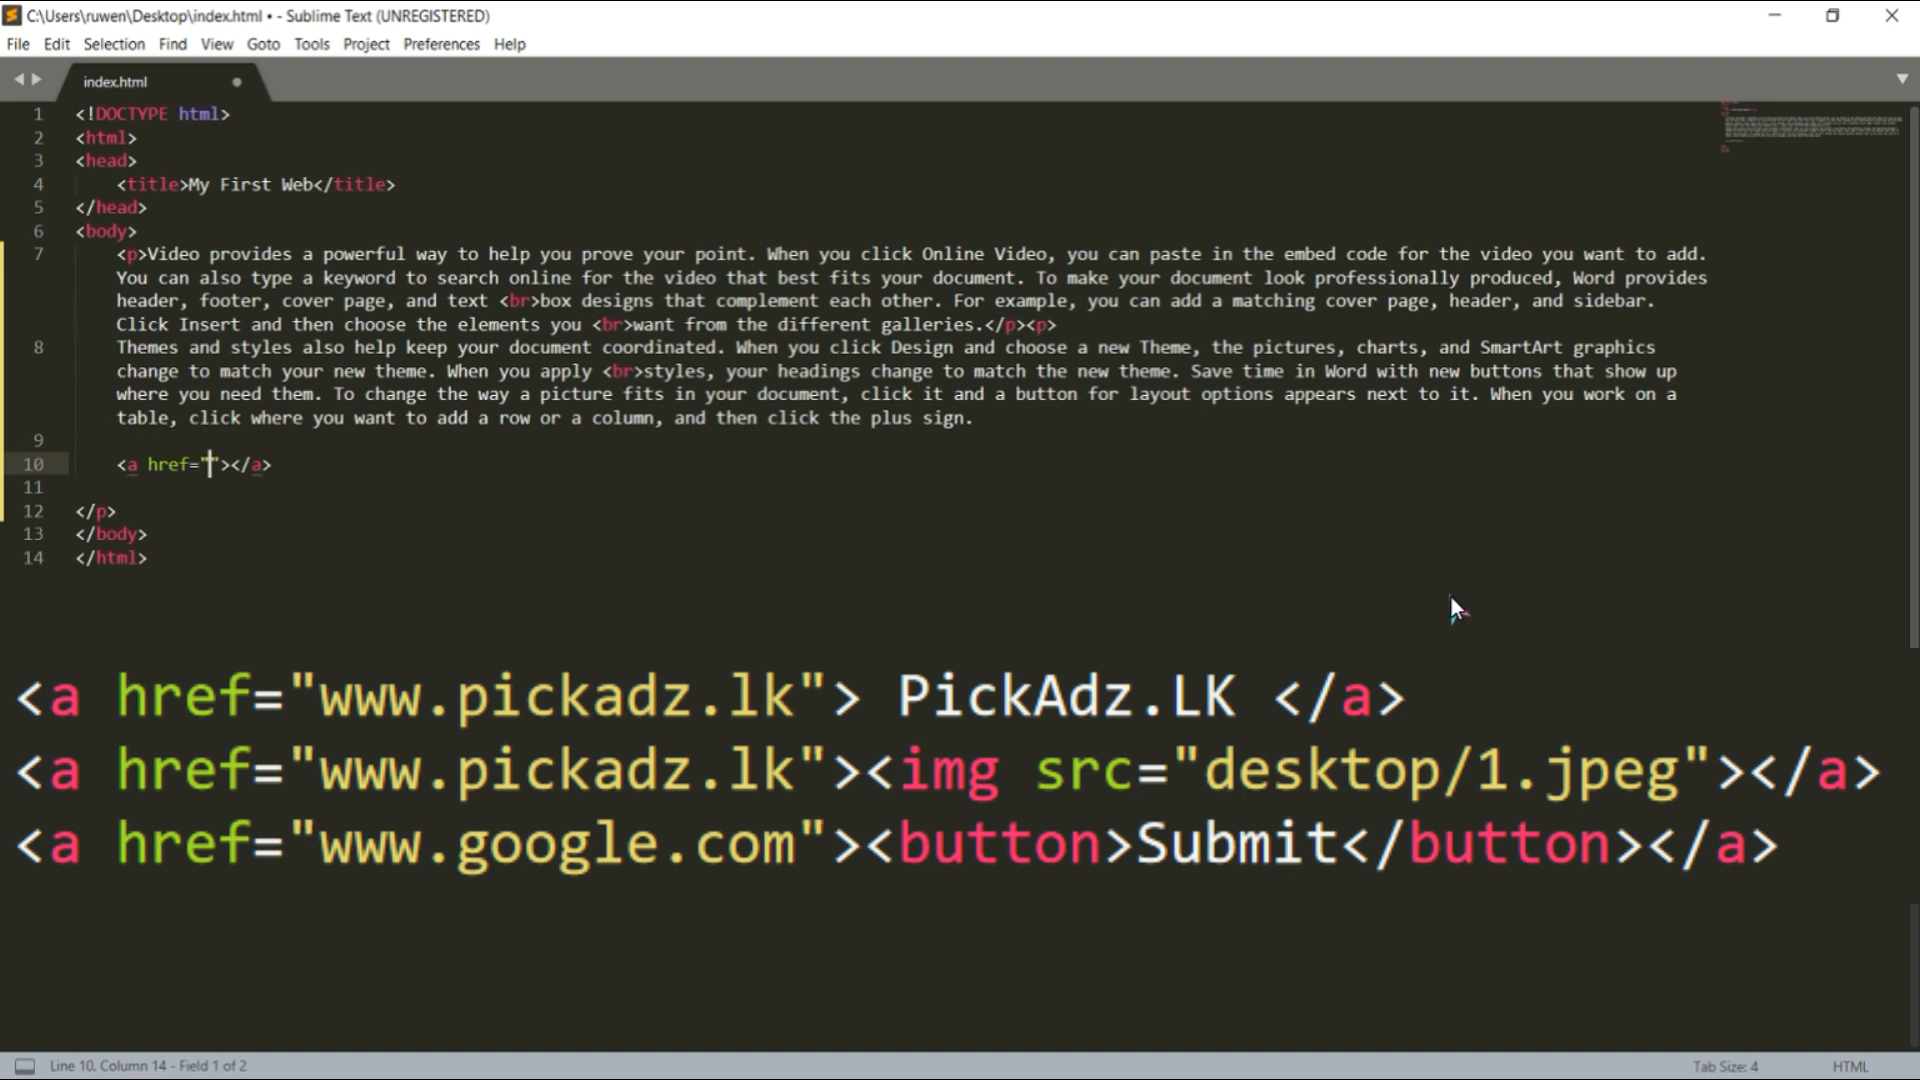 C:\Users\ruwen\Desktop\index.html • - Sublime Text (UNREGISTERED)
File Edit Selection Find View Goto Tools Project Preferences Help
index.html
1 <!DOCTYPE html>
2 <html>
3 <head>
4 <title>My First Web</title>
5 </head>
6 <body>
7 <p>Video provides a powerful way to help you prove your point. When you click Online Video, you can paste in the embed code for the video you want to add.
You can also type a keyword to search online for the video that best fits your document. To make your document look professionally produced, Word provides
header, footer, cover page, and text <br>box designs that complement each other. For example, you can add a matching cover page, header, and sidebar.
Click Insert and then choose the elements you <br>want from the different galleries.</p><p>
8 Themes and styles also help keep your document coordinated. When you click Design and choose a new Theme, the pictures, charts, and SmartArt graphics
change to match your new theme. When you apply <br>styles, your headings change to match the new theme. Save time in Word with new buttons that show up
where you need them. To change the way a picture fits in your document, click it and a button for layout options appears next to it. When you work on a
table, click where you want to add a row or a column, and then click the plus sign.
9
10 <a href=""></a>
11
12 </p>
13 </body>
14 </html>
<a href="www.pickadz.lk"> PickAdz.LK </a>
<a href="www.pickadz.lk"><img src="desktop/1.jpeg"></a>
<a href="www.google.com"><button>Submit</button></a>
Line 10, Column 14 - Field 1 of 2 Tab Size: 4 HTML